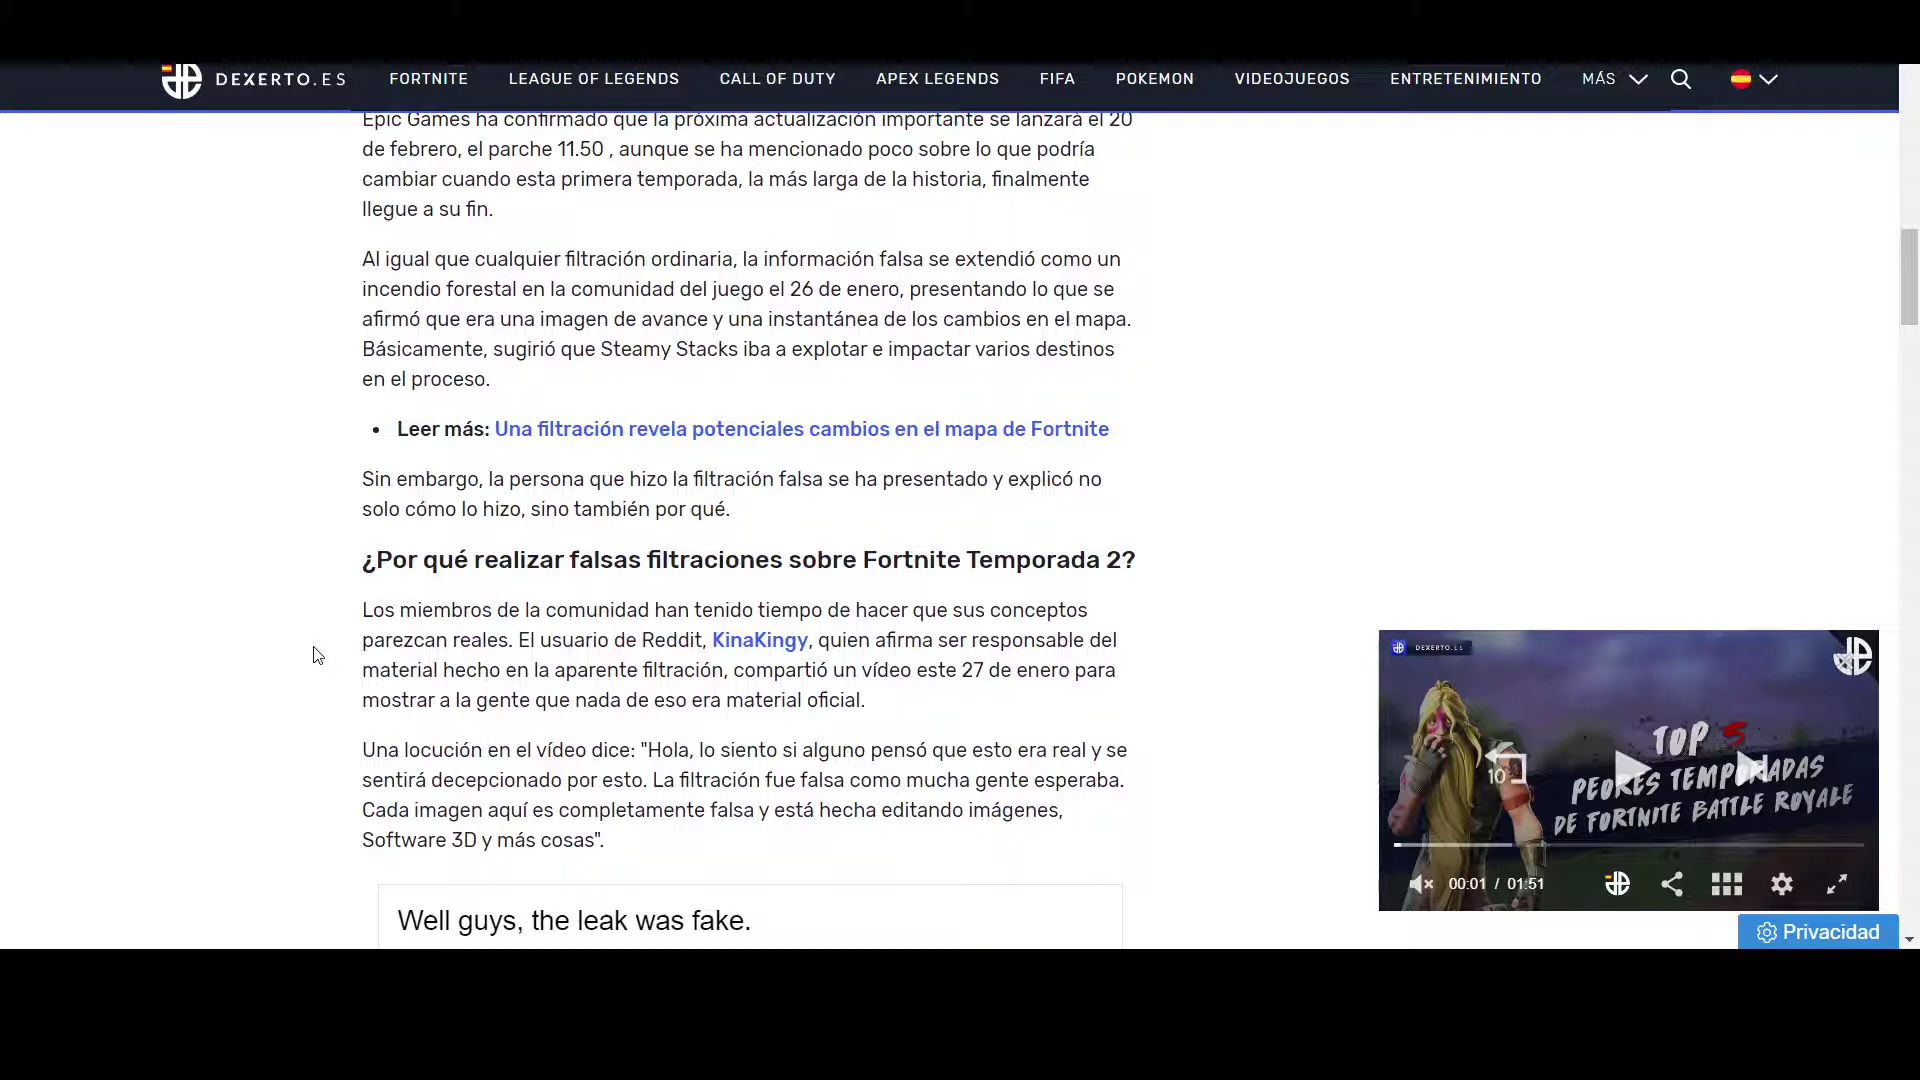 DEXERTO.ES
FORTNITE
LEAGUE OF LEGENDS
CALL OF DUTY
APEX LEGENDS
FIFA
POKEMON
VIDEOJUEGOS
ENTRETENIMIENTO
MÁS
Epic Games ha confirmado que la próxima actualización importante se lanzará el 20
de febrero, el parche 11.50 , aunque se ha mencionado poco sobre lo que podría
cambiar cuando esta primera temporada, la más larga de la historia, finalmente
llegue a su fin.
Al igual que cualquier filtración ordinaria, la información falsa se extendió como un
incendio forestal en la comunidad del juego el 26 de enero, presentando lo que se
afirmó que era una imagen de avance y una instantánea de los cambios en el mapa.
Básicamente, sugirió que Steamy Stacks iba a explotar e impactar varios destinos
en el proceso.
• Leer más: Una filtración revela potenciales cambios en el mapa de Fortnite
Sin embargo, la persona que hizo la filtración falsa se ha presentado y explicó no
solo cómo lo hizo, sino también por qué.
¿Por qué realizar falsas filtraciones sobre Fortnite Temporada 2?
Los miembros de la comunidad han tenido tiempo de hacer que sus conceptos
parezcan reales. El usuario de Reddit, KinaKingy, quien afirma ser responsable del
material hecho en la aparente filtración, compartió un vídeo este 27 de enero para
mostrar a la gente que nada de eso era material oficial.
Una locución en el vídeo dice: "Hola, lo siento si alguno pensó que esto era real y se
sentirá decepcionado por esto. La filtración fue falsa como mucha gente esperaba.
Cada imagen aquí es completamente falsa y está hecha editando imágenes,
Software 3D y más cosas".
Well guys, the leak was fake.
DEXERTO.ES
TOP 5
PEORES TEMPORADAS
DE FORTNITE BATTLE ROYALE
10
00:01 / 01:51
Privacidad